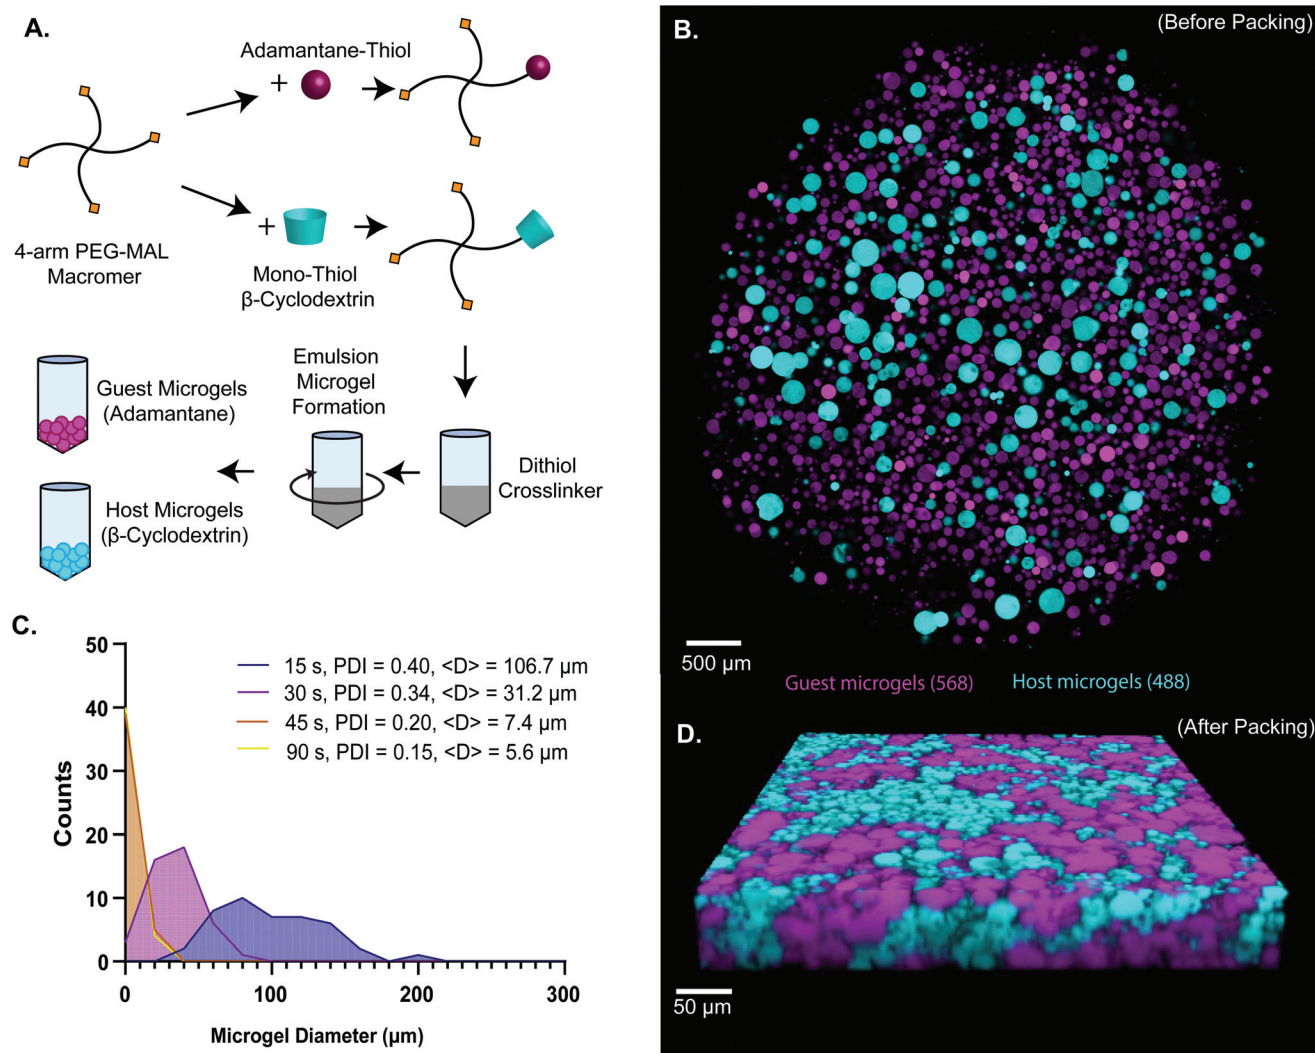 A.
Adamantane-Thiol
+
4-arm PEG-MAL
Macromer
+
Mono-Thiol
β-Cyclodextrin
Emulsion
Microgel
Formation
Guest Microgels
(Adamantane)
Dithiol
Crosslinker
Host Microgels
(β-Cyclodextrin)
B.
(Before Packing)
500 µm
Guest microgels (568)
Host microgels (488)
C.
50
40
30
20
10
0
Counts
15 s, PDI = 0.40, <D> = 106.7 µm
30 s, PDI = 0.34, <D> = 31.2 µm
45 s, PDI = 0.20, <D> = 7.4 µm
90 s, PDI = 0.15, <D> = 5.6 µm
0
100
200
300
Microgel Diameter (µm)
D.
(After Packing)
50 µm